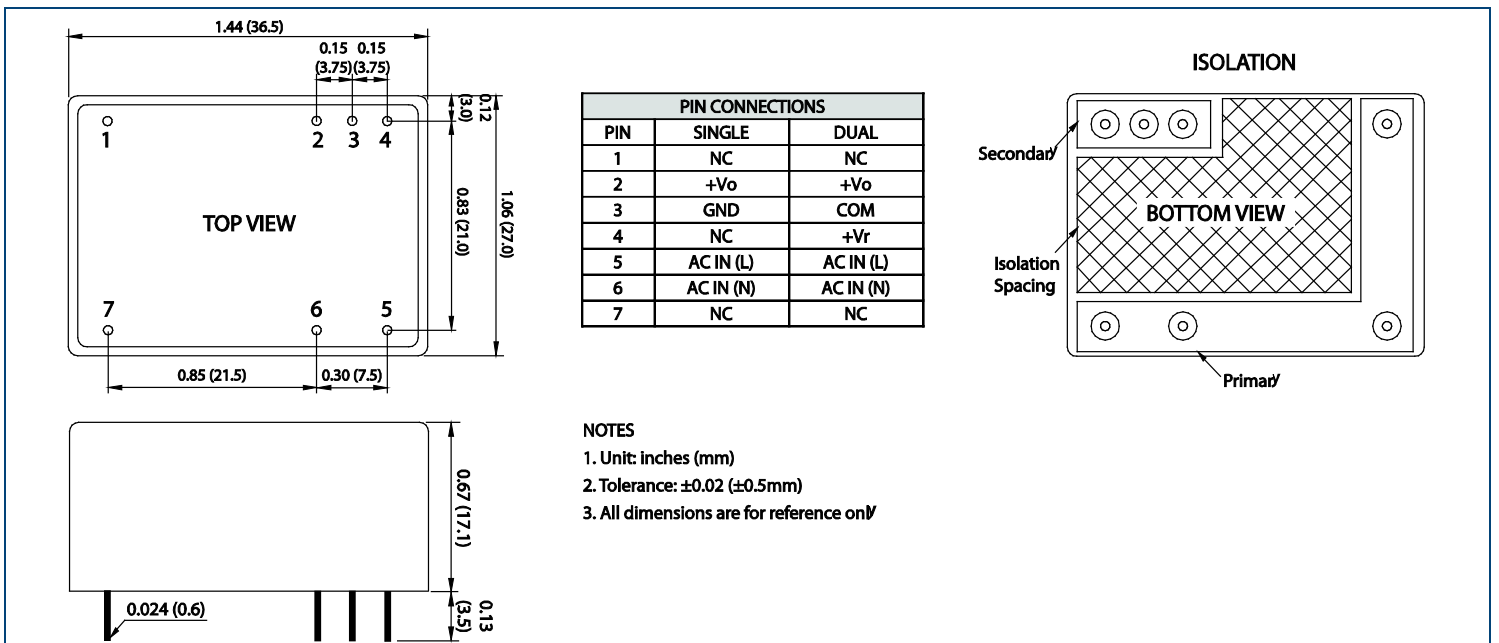 1.44 (36.5)
0.15 0.15
(3.75) (3.75)
0.12
(3.0)
1 2 3 4
TOP VIEW
0.83 (21.0)
1.06 (27.0)
7 6 5
0.85 (21.5) 0.30 (7.5)
0.67 (17.1)
0.024 (0.6)
0.13
(3.5)
PIN CONNECTIONS
PIN SINGLE DUAL
1 NC NC
2 +Vo +Vo
3 GND COM
4 NC +Vr
5 AC IN (L) AC IN (L)
6 AC IN (N) AC IN (N)
7 NC NC
NOTES
1. Unit: inches (mm)
2. Tolerance: ±0.02 (±0.5mm)
3. All dimensions are for reference only
ISOLATION
Secondary
BOTTOM VIEW
Isolation
Spacing
Primary